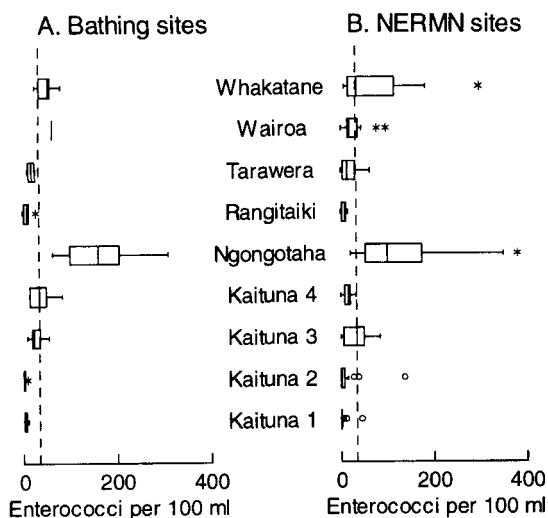 A. Bathing sites
B. NERMN sites
Whakatane
Wairoa
Tarawera
Rangitaiki
Ngongotaha
Kaituna 4
Kaituna 3
Kaituna 2
Kaituna 1
0 200 400
0 200 400
Enterococci per 100 ml
Enterococci per 100 ml